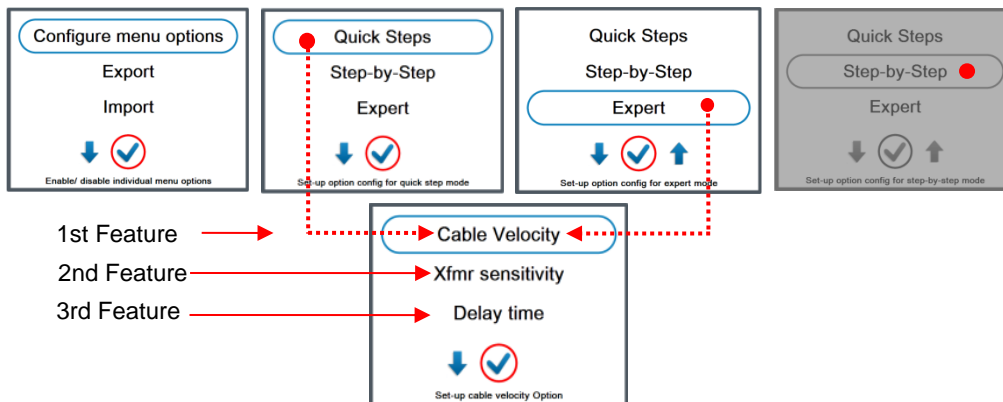 Configure menu options
Export
Import
Enable/ disable individual menu options
Quick Steps
Step-by-Step
Expert
Set-up option config for quick step mode
Quick Steps
Step-by-Step
Expert
Set-up option config for expert mode
Quick Steps
Step-by-Step
Expert
Set-up option config for step-by-step mode
1st Feature
2nd Feature
3rd Feature
Cable Velocity
Xfmr sensitivity
Delay time
Set-up cable velocity Option